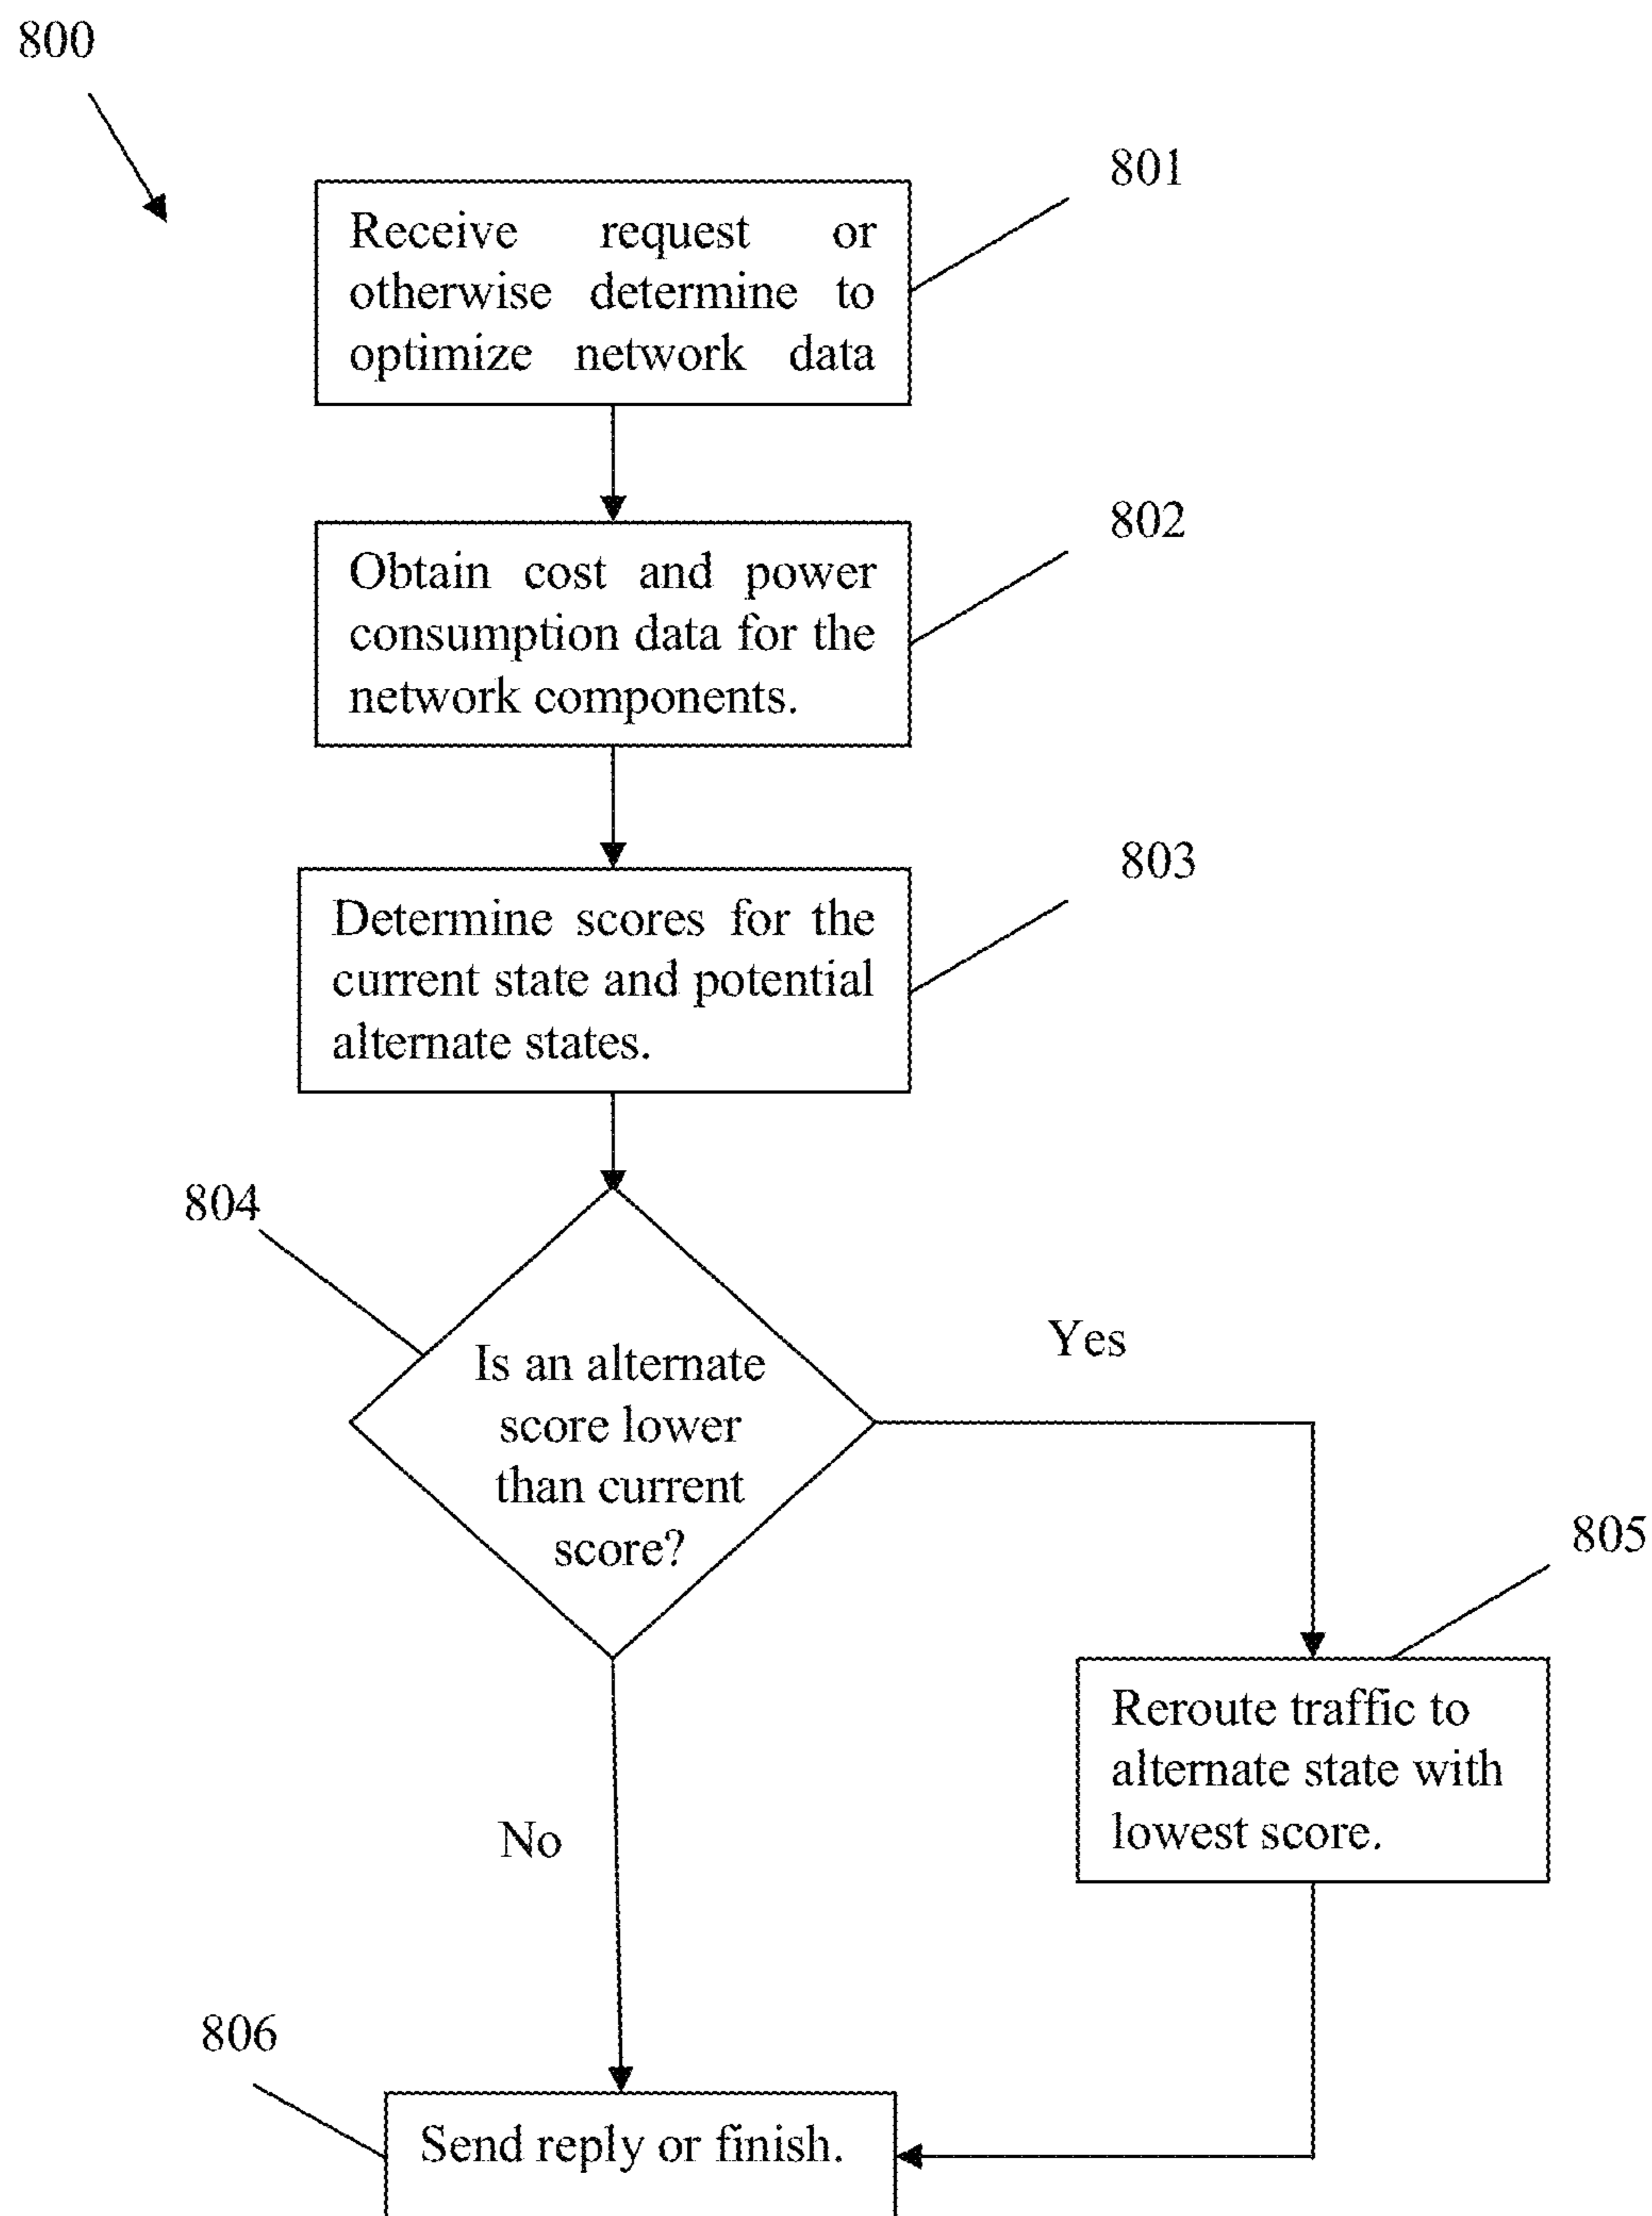 800
801
Receive request or
otherwise determine to
optimize network data
802
Obtain cost and power
consumption data for the
network components.
803
Determine scores for the
current state and potential
alternate states.
804
Is an alternate
score lower
than current
score?
Yes
805
Reroute traffic to
alternate state with
lowest score.
No
806
Send reply or finish.